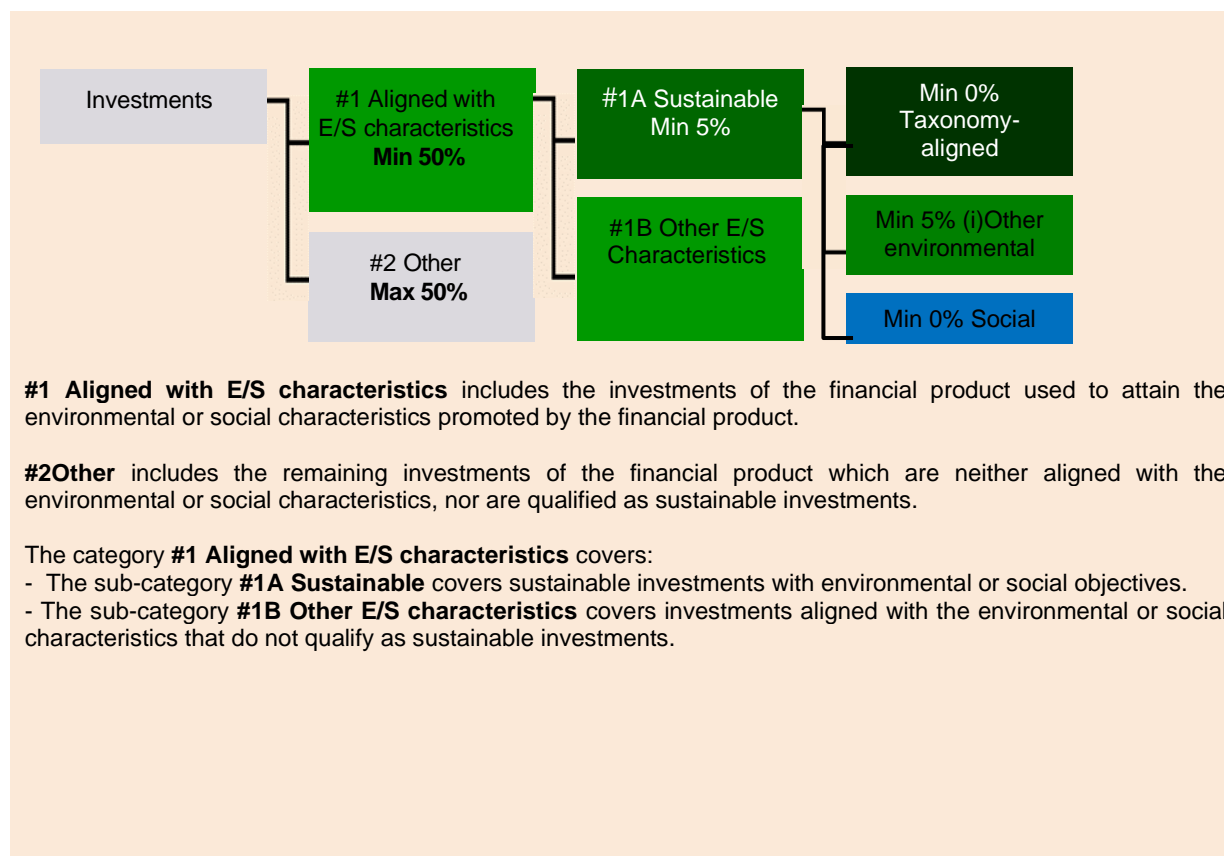 Investments
#1 Aligned with
E/S characteristics
Min 50%
#2 Other
Max 50%
#1A Sustainable
Min 5%
#1B Other E/S
Characteristics
Min 0%
Taxonomy-
aligned
Min 5% (i)Other
environmental
Min 0% Social
#1 Aligned with E/S characteristics includes the investments of the financial product used to attain the
environmental or social characteristics promoted by the financial product.
#2Other includes the remaining investments of the financial product which are neither aligned with the
environmental or social characteristics, nor are qualified as sustainable investments.
The category #1 Aligned with E/S characteristics covers:
- The sub-category #1A Sustainable covers sustainable investments with environmental or social objectives.
- The sub-category #1B Other E/S characteristics covers investments aligned with the environmental or social
characteristics that do not qualify as sustainable investments.